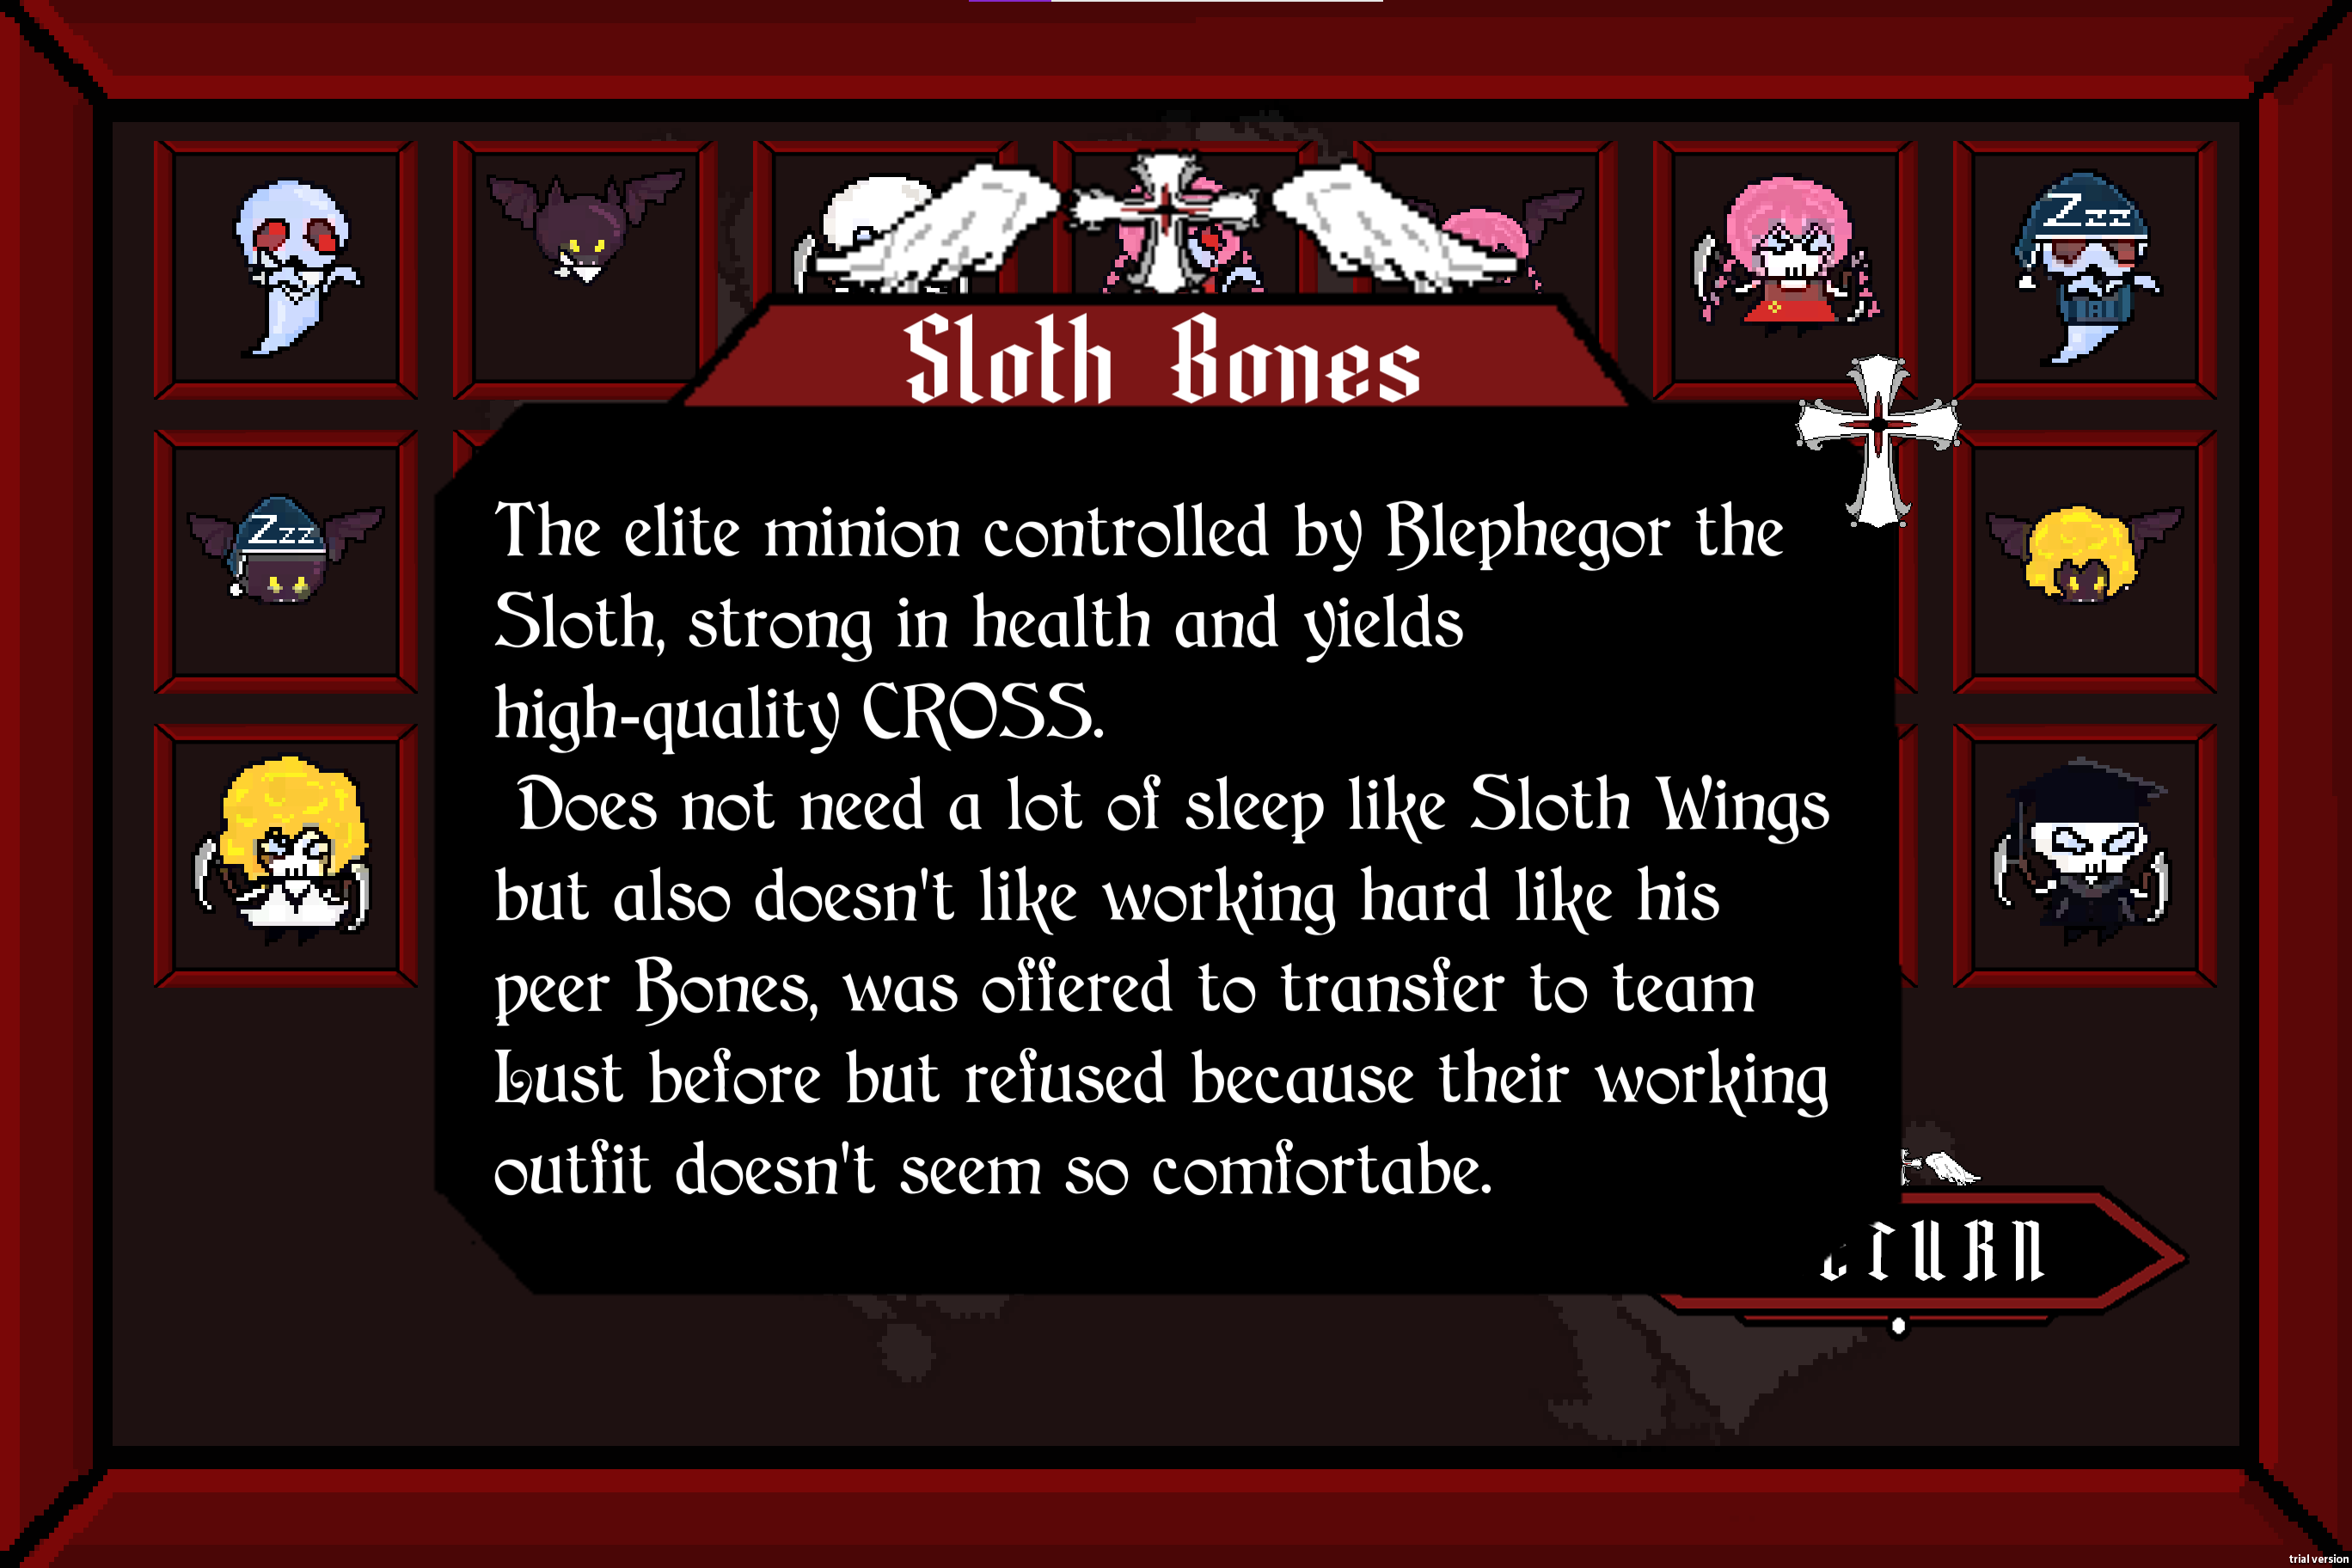 Zzz
Sloth Bones
Zzz
The elite minion controlled by Blephegor the
Sloth, strong in health and yields
high-quality CROSS.
Does not need a lot of sleep like Sloth Wings
but also doesn't like working hard like his
peer Bones, was offered to transfer to team
Lust before but refused because their working
outfit doesn't seem so comfortabe.
ETURN
trial version